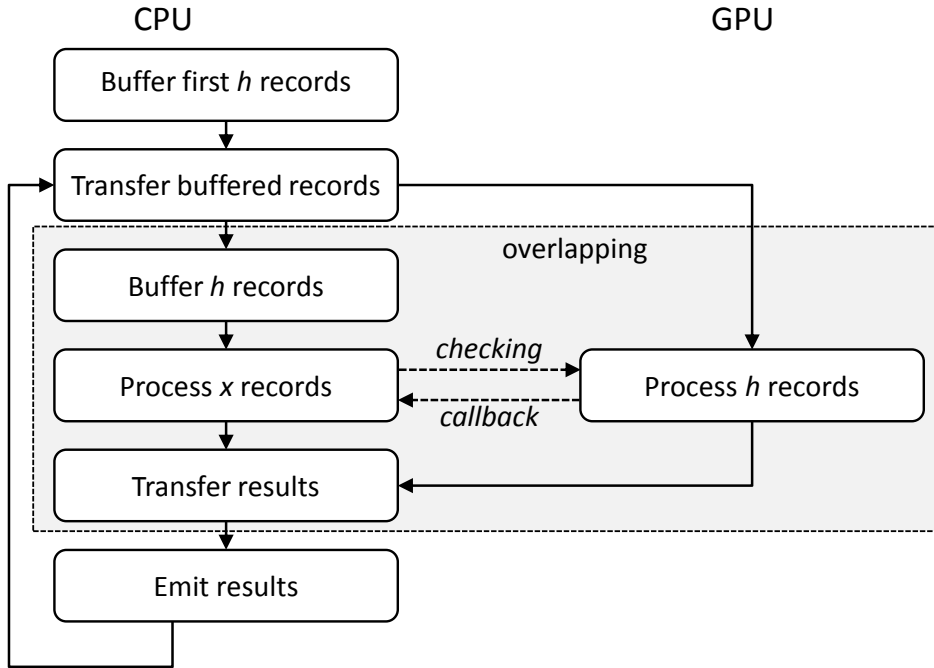 CPU
GPU
Buffer first h records
Transfer buffered records
overlapping
Buffer h records
checking
Process x records
Process h records
callback
Transfer results
Emit results